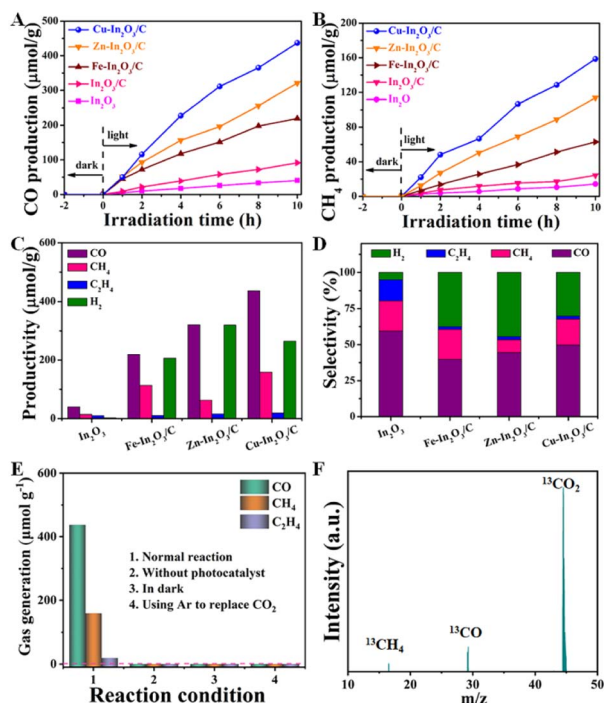 A
CO production (μmol/g)
500
400
300
200
100
0
Cu-In₂O₃/C
Zn-In₂O₃/C
Fe-In₂O₃/C
In₂O₃/C
In₂O₃
light
dark
-2 0 2 4 6 8 10
Irradiation time (h)
B
CH₄ production (μmol/g)
200
160
120
80
40
0
Cu-In₂O₃/C
Zn-In₂O₃/C
Fe-In₂O₃/C
In₂O₃/C
In₂O
light
dark
-2 0 2 4 6 8 10
Irradiation time (h)
C
Productivity (μmol/g)
600
400
200
0
CO
CH₄
C₂H₄
H₂
In₂O₃ Fe-In₂O₃/C Zn-In₂O₃/C Cu-In₂O₃/C
D
Selectivity (%)
100
75
50
25
0
H₂ C₂H₄ CH₄ CO
In₂O₃ Fe-In₂O₃/C Zn-In₂O₃/C Cu-In₂O₃/C
E
Gas generation (μmol g⁻¹)
600
400
200
0
CO
CH₄
C₂H₄
1. Normal reaction
2. Without photocatalyst
3. In dark
4. Using Ar to replace CO₂
1 2 3 4
Reaction condition
F
Intensity (a.u.)
¹³CO₂
¹³CO
¹³CH₄
10 20 30 40 50
m/z